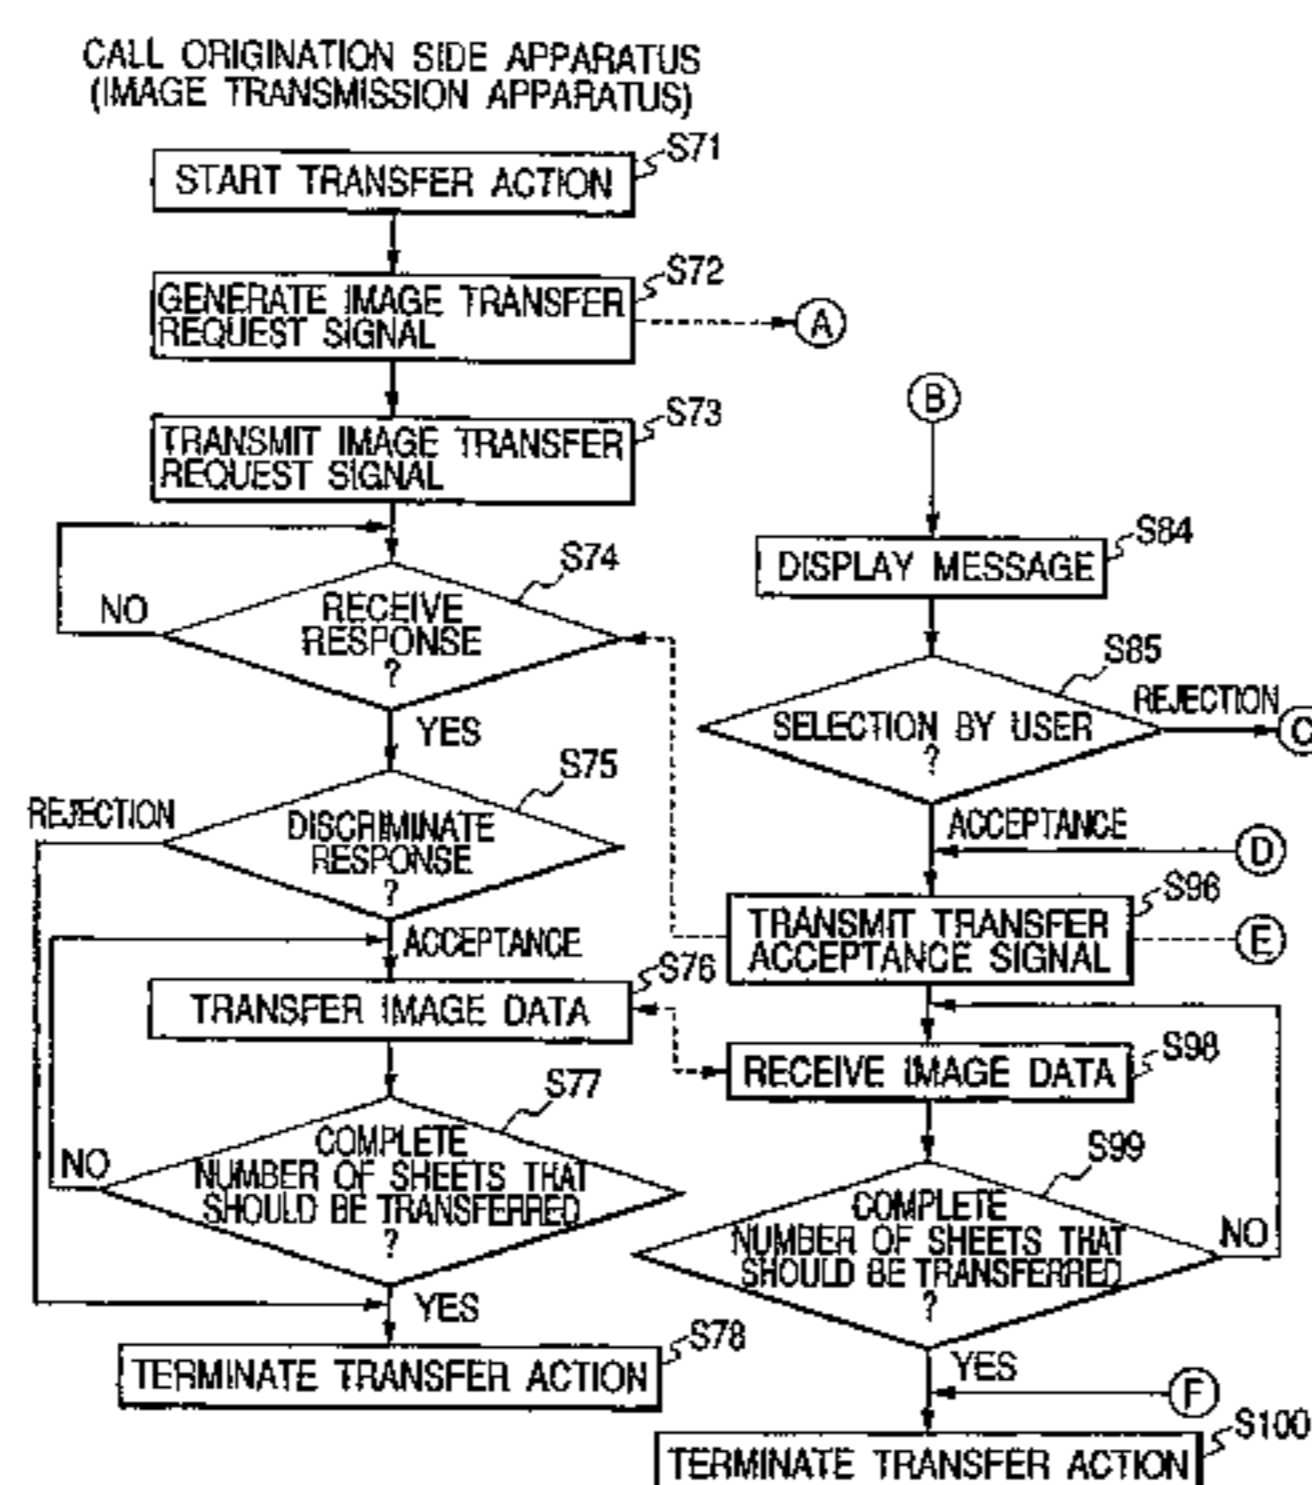 CALL ORIGINATION SIDE APPARATUS
(IMAGE TRANSMISSION APPARATUS)
S71
START TRANSFER ACTION
S72
GENERATE IMAGE TRANSFER
REQUEST SIGNAL
A
S73
TRANSMIT IMAGE TRANSFER
REQUEST SIGNAL
S74
NO
RECEIVE
RESPONSE
?
YES
S75
REJECTION
DISCRIMINATE
RESPONSE
?
ACCEPTANCE
S76
TRANSFER IMAGE DATA
S77
NO
COMPLETE
NUMBER OF SHEETS THAT
SHOULD BE TRANSFERRED
?
YES
S78
TERMINATE TRANSFER ACTION
B
S84
DISPLAY MESSAGE
S85
REJECTION
C
SELECTION BY USER
?
ACCEPTANCE
D
S96
TRANSMIT TRANSFER
ACCEPTANCE SIGNAL
E
S98
RECEIVE IMAGE DATA
S99
COMPLETE
NUMBER OF SHEETS THAT
SHOULD BE TRANSFERRED
?
NO
YES
F
S100
TERMINATE TRANSFER ACTION